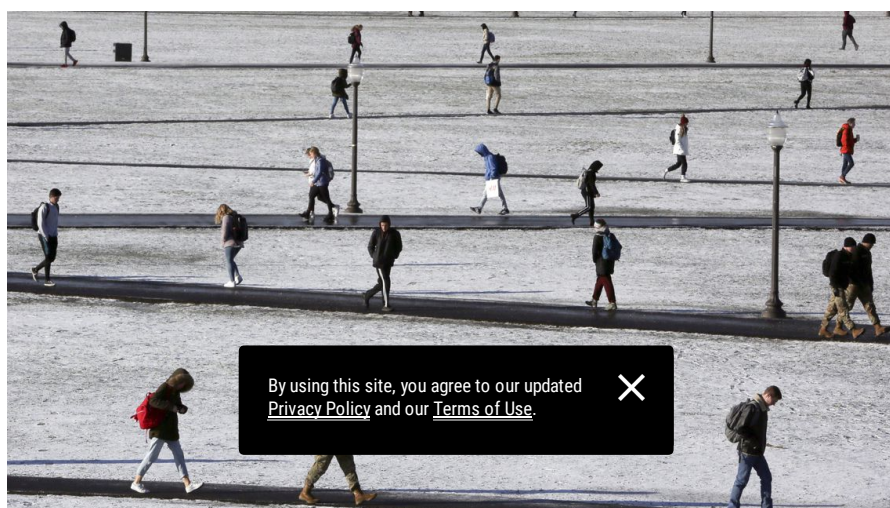 By using this site, you agree to our updated
Privacy Policy and our Terms of Use.